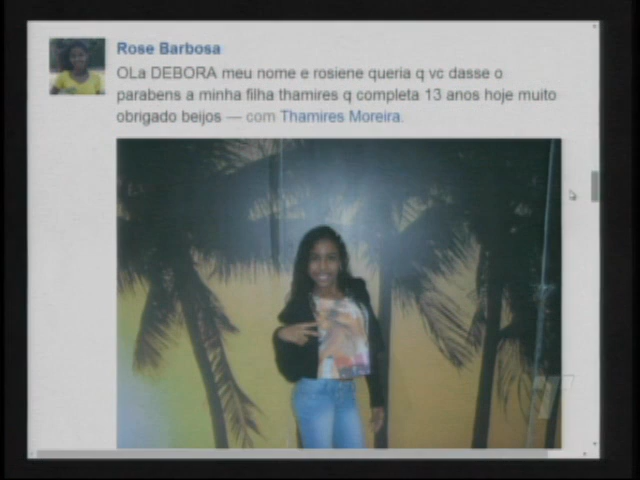 Rose Barbosa
OLa DEBORA meu nome e rosiene queria q vc dasse o
parabens a minha filha thamires q completa 13 anos hoje muito
obrigado beijos — com Thamires Moreira.